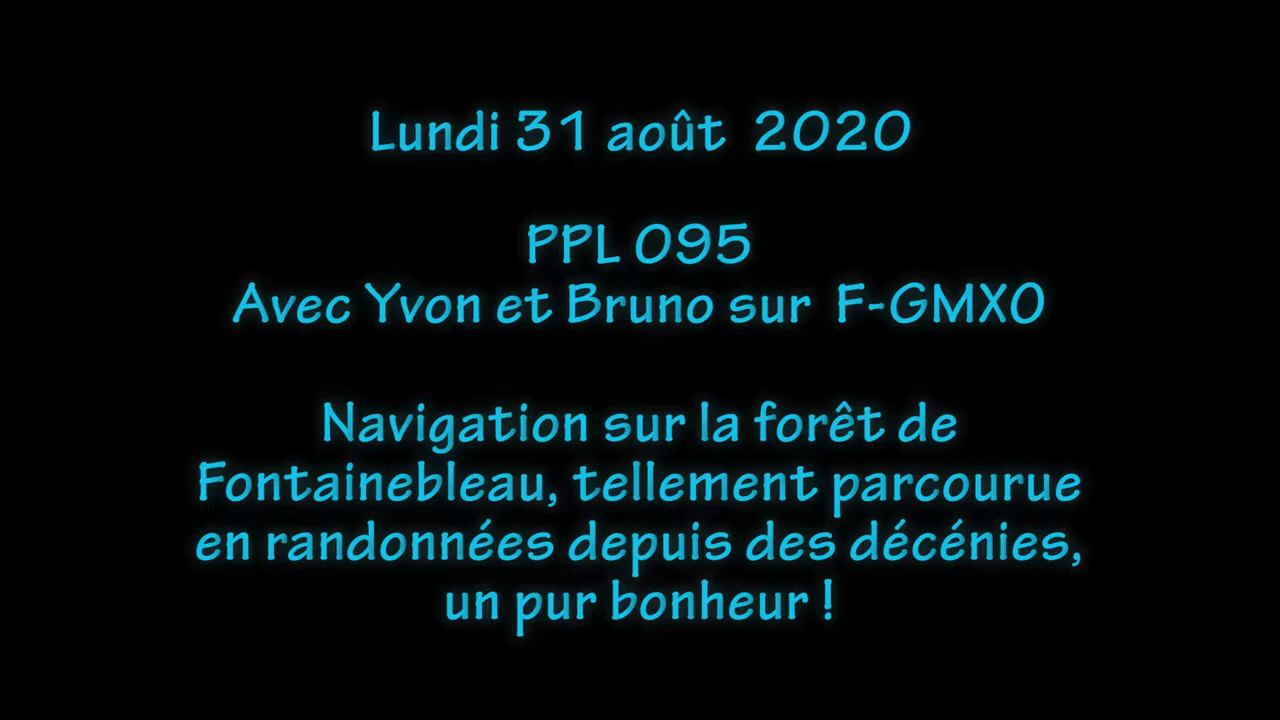 Lundi 31 août 2020
PPL 095
Avec Yvon et Bruno sur F-GMXO
Navigation sur la forêt de
Fontainebleau, tellement parcourue
en randonnées depuis des décénies,
un pur bonheur !